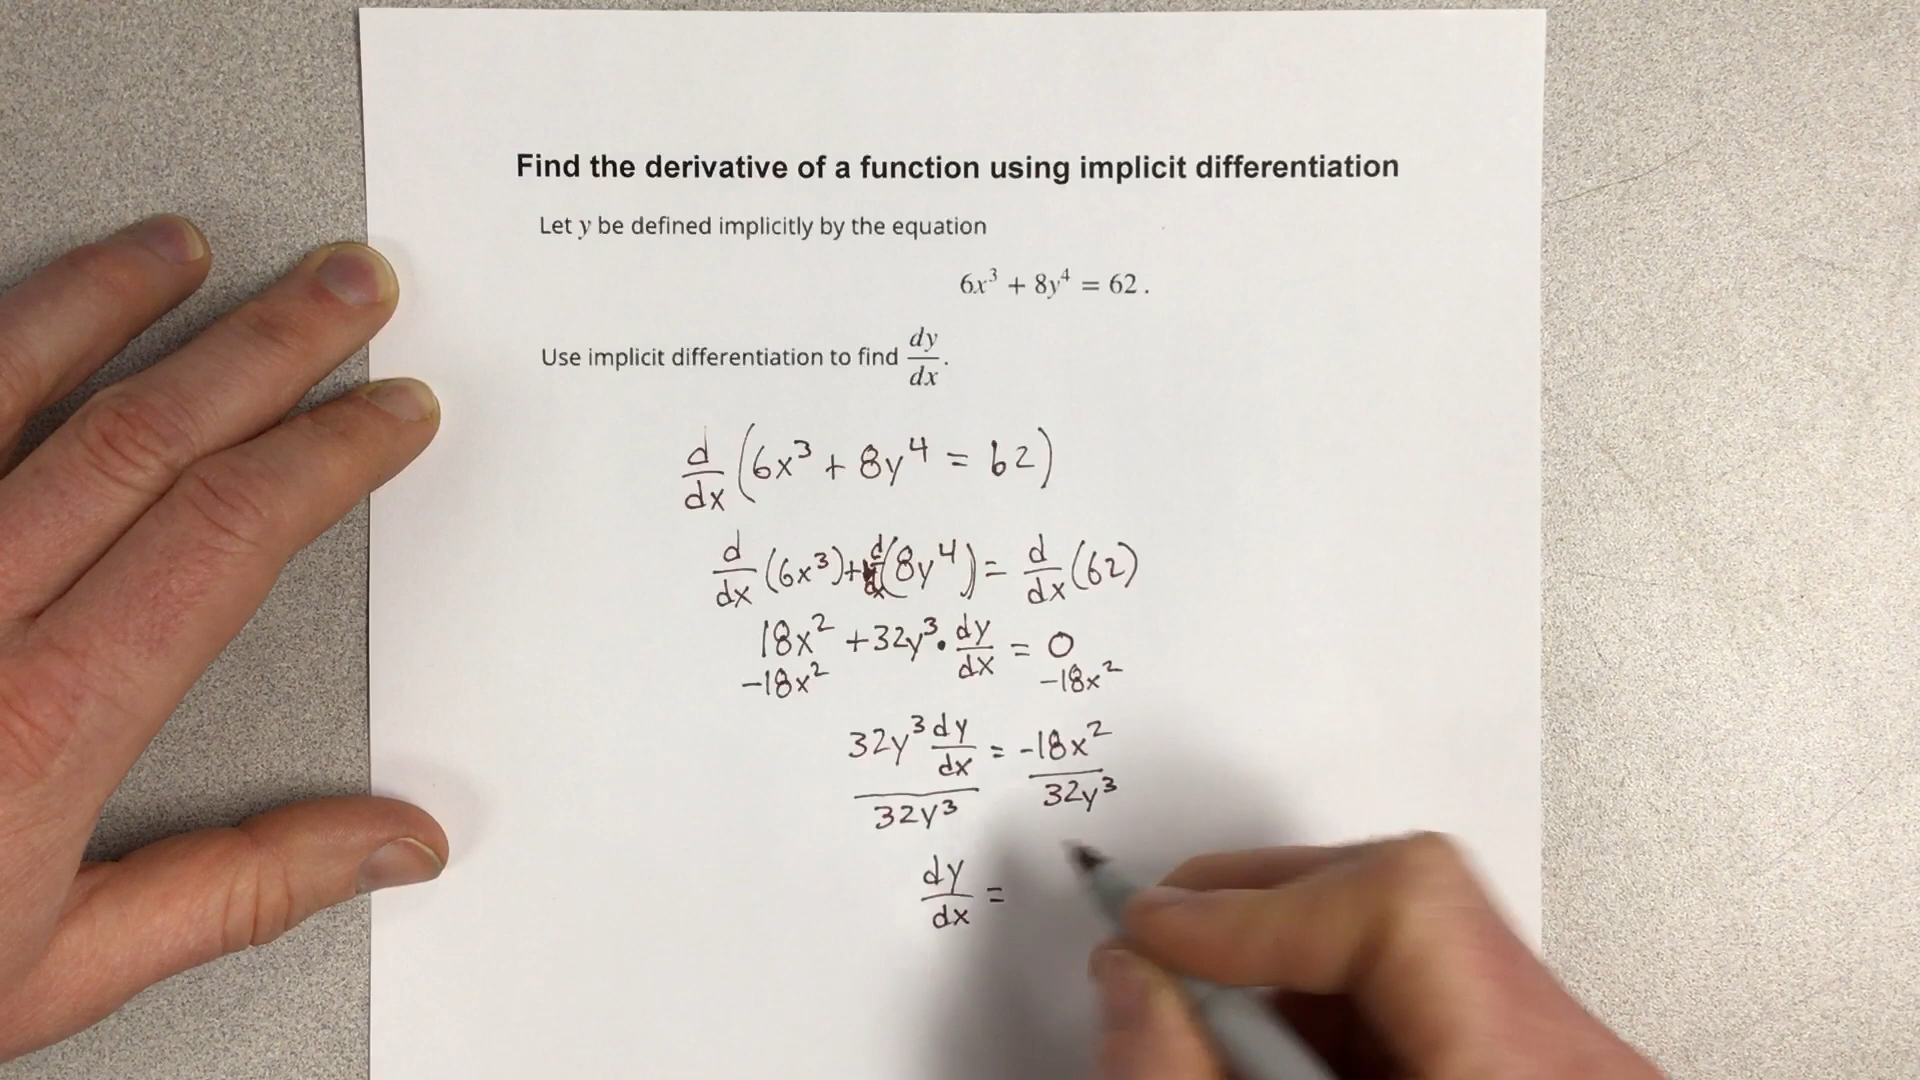 Find the derivative of a function using implicit differentiation
Let y be defined implicitly by the equation
6x³ + 8y⁴ = 62 .
Use implicit differentiation to find dy/dx.
d/dx (6x³ + 8y⁴ = 62)
d/dx (6x³) + d/dx (8y⁴) = d/dx (62)
18x² + 32y³ • dy/dx = 0
-18x² -18x²
32y³ dy/dx = -18x²
32y³ 32y³
dy/dx =